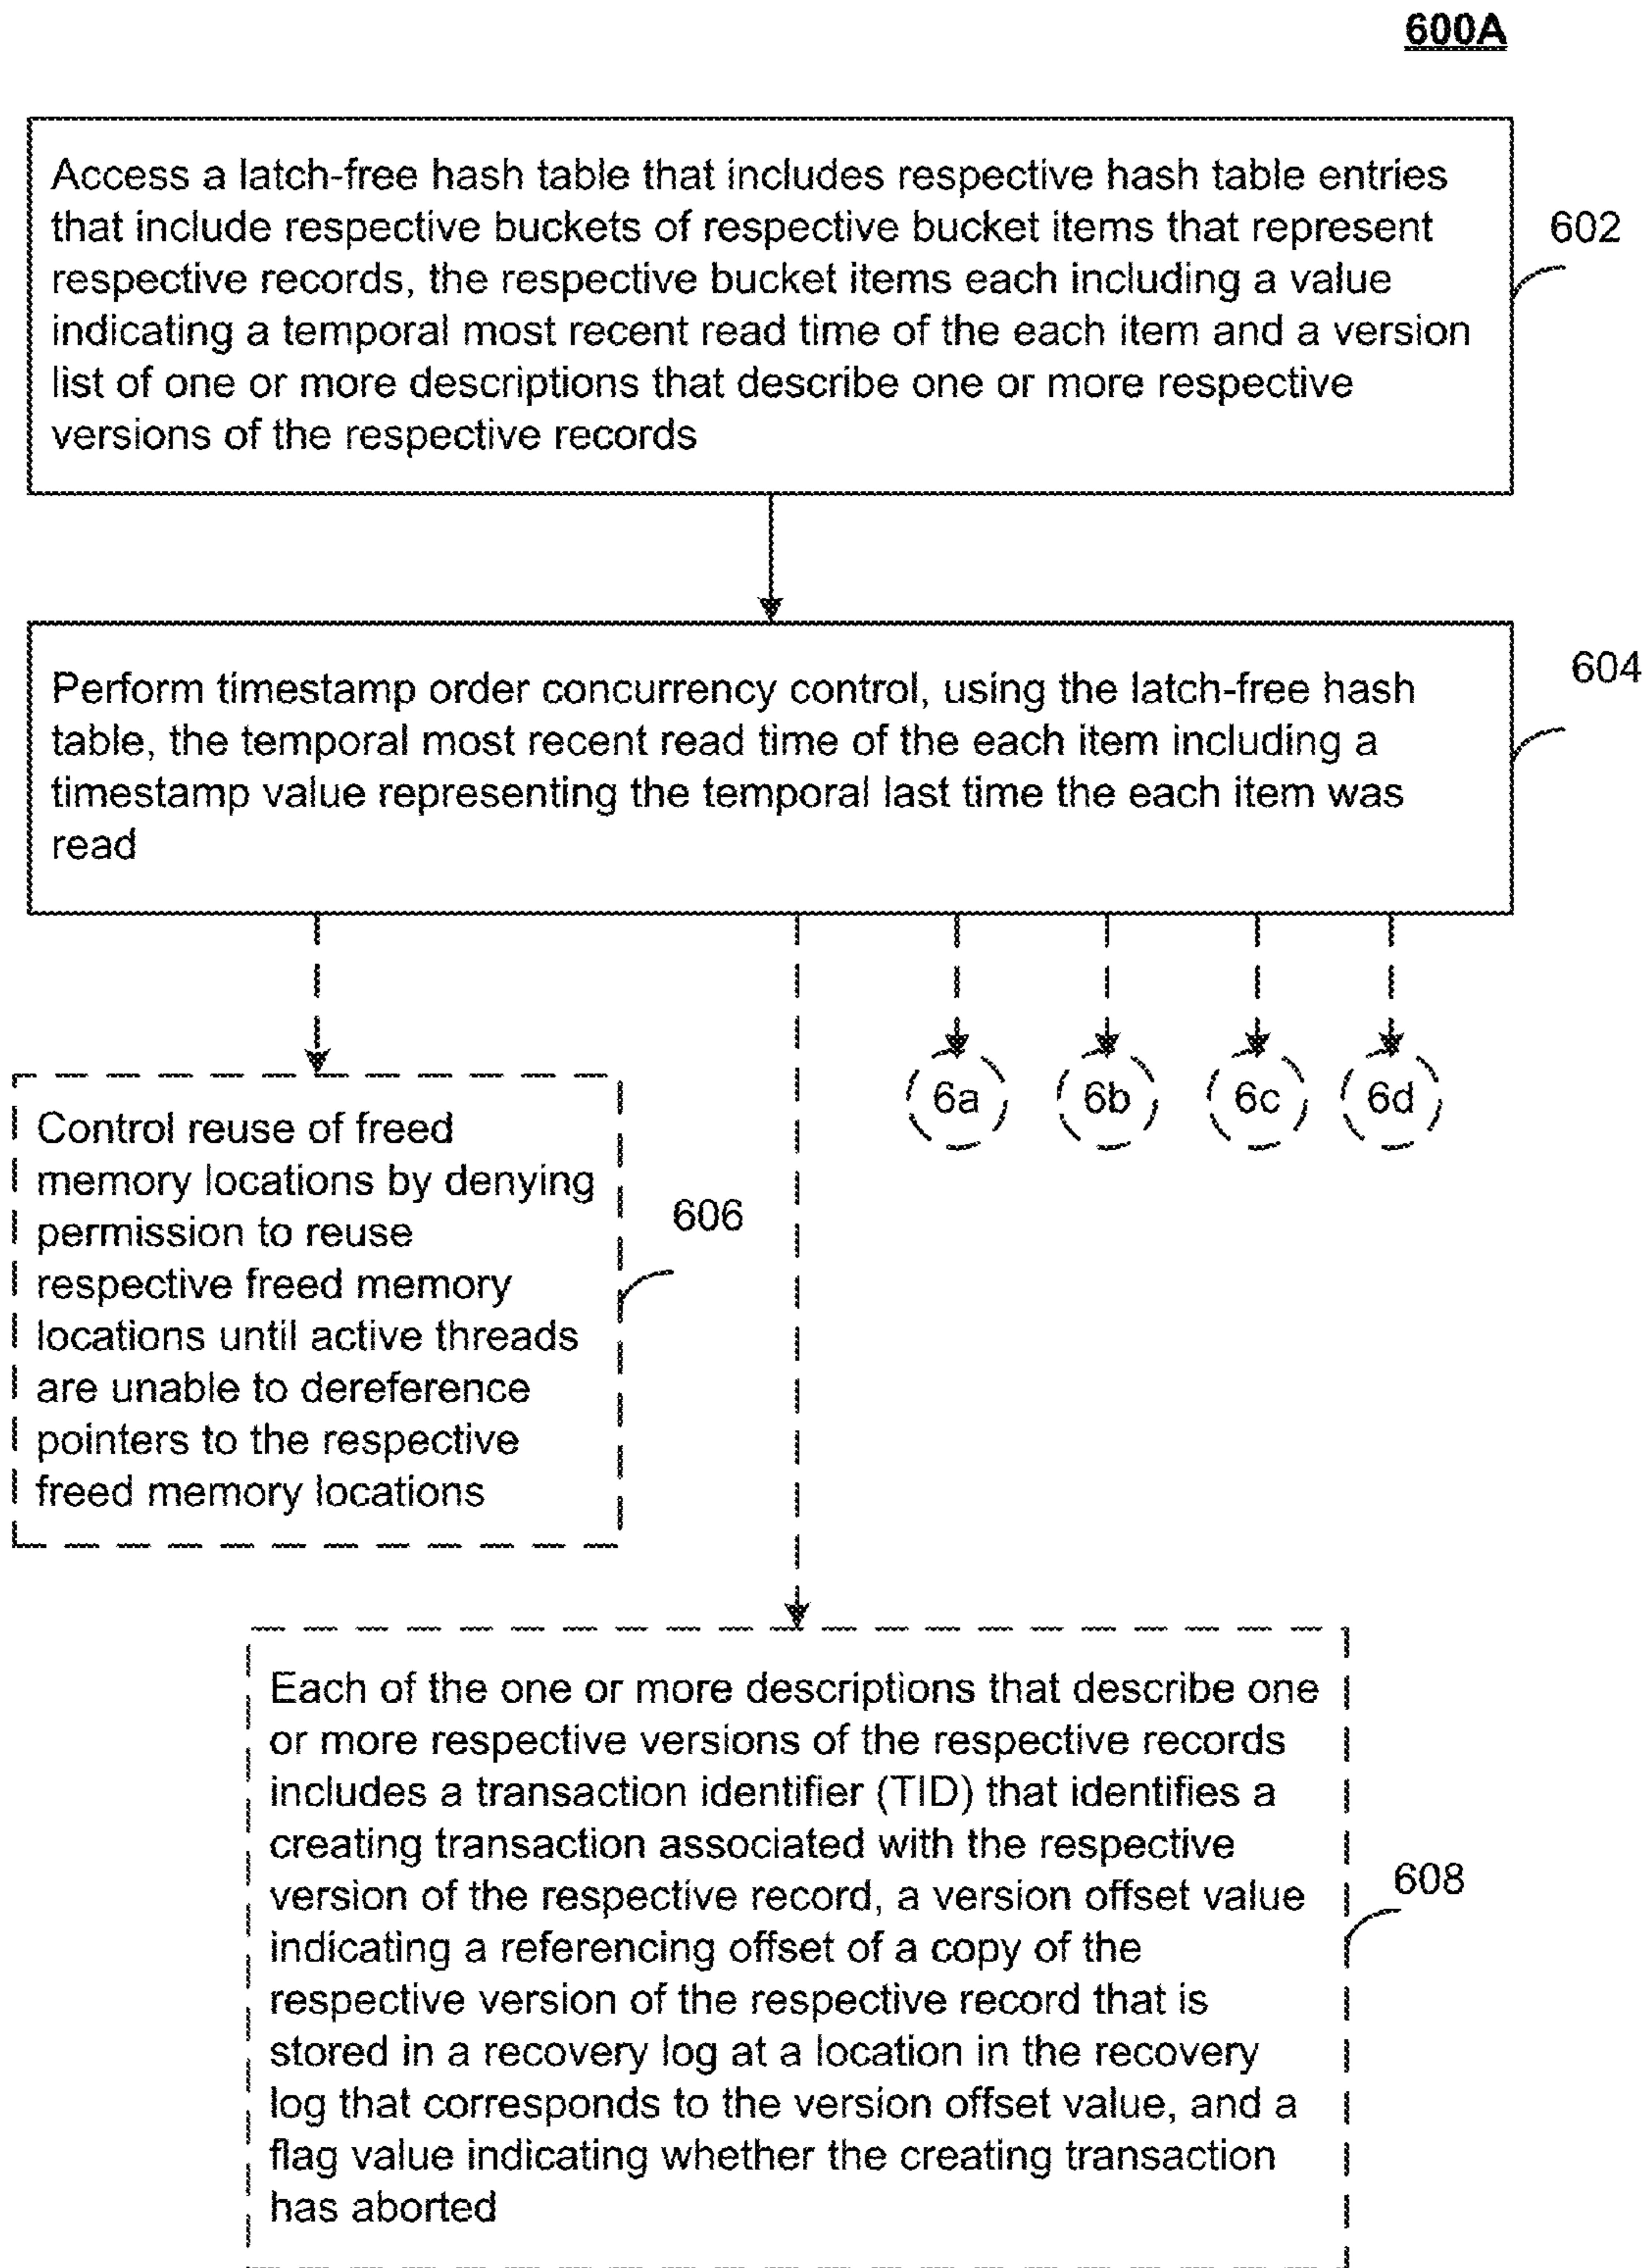 600A
Access a latch-free hash table that includes respective hash table entries
that include respective buckets of respective bucket items that represent
respective records, the respective bucket items each including a value
indicating a temporal most recent read time of the each item and a version
list of one or more descriptions that describe one or more respective
versions of the respective records
602
Perform timestamp order concurrency control, using the latch-free hash
table, the temporal most recent read time of the each item including a
timestamp value representing the temporal last time the each item was
read
604
6a
6b
6c
6d
Control reuse of freed
memory locations by denying
permission to reuse
respective freed memory
locations until active threads
are unable to dereference
pointers to the respective
freed memory locations
606
Each of the one or more descriptions that describe one
or more respective versions of the respective records
includes a transaction identifier (TID) that identifies a
creating transaction associated with the respective
version of the respective record, a version offset value
indicating a referencing offset of a copy of the
respective version of the respective record that is
stored in a recovery log at a location in the recovery
log that corresponds to the version offset value, and a
flag value indicating whether the creating transaction
has aborted
608